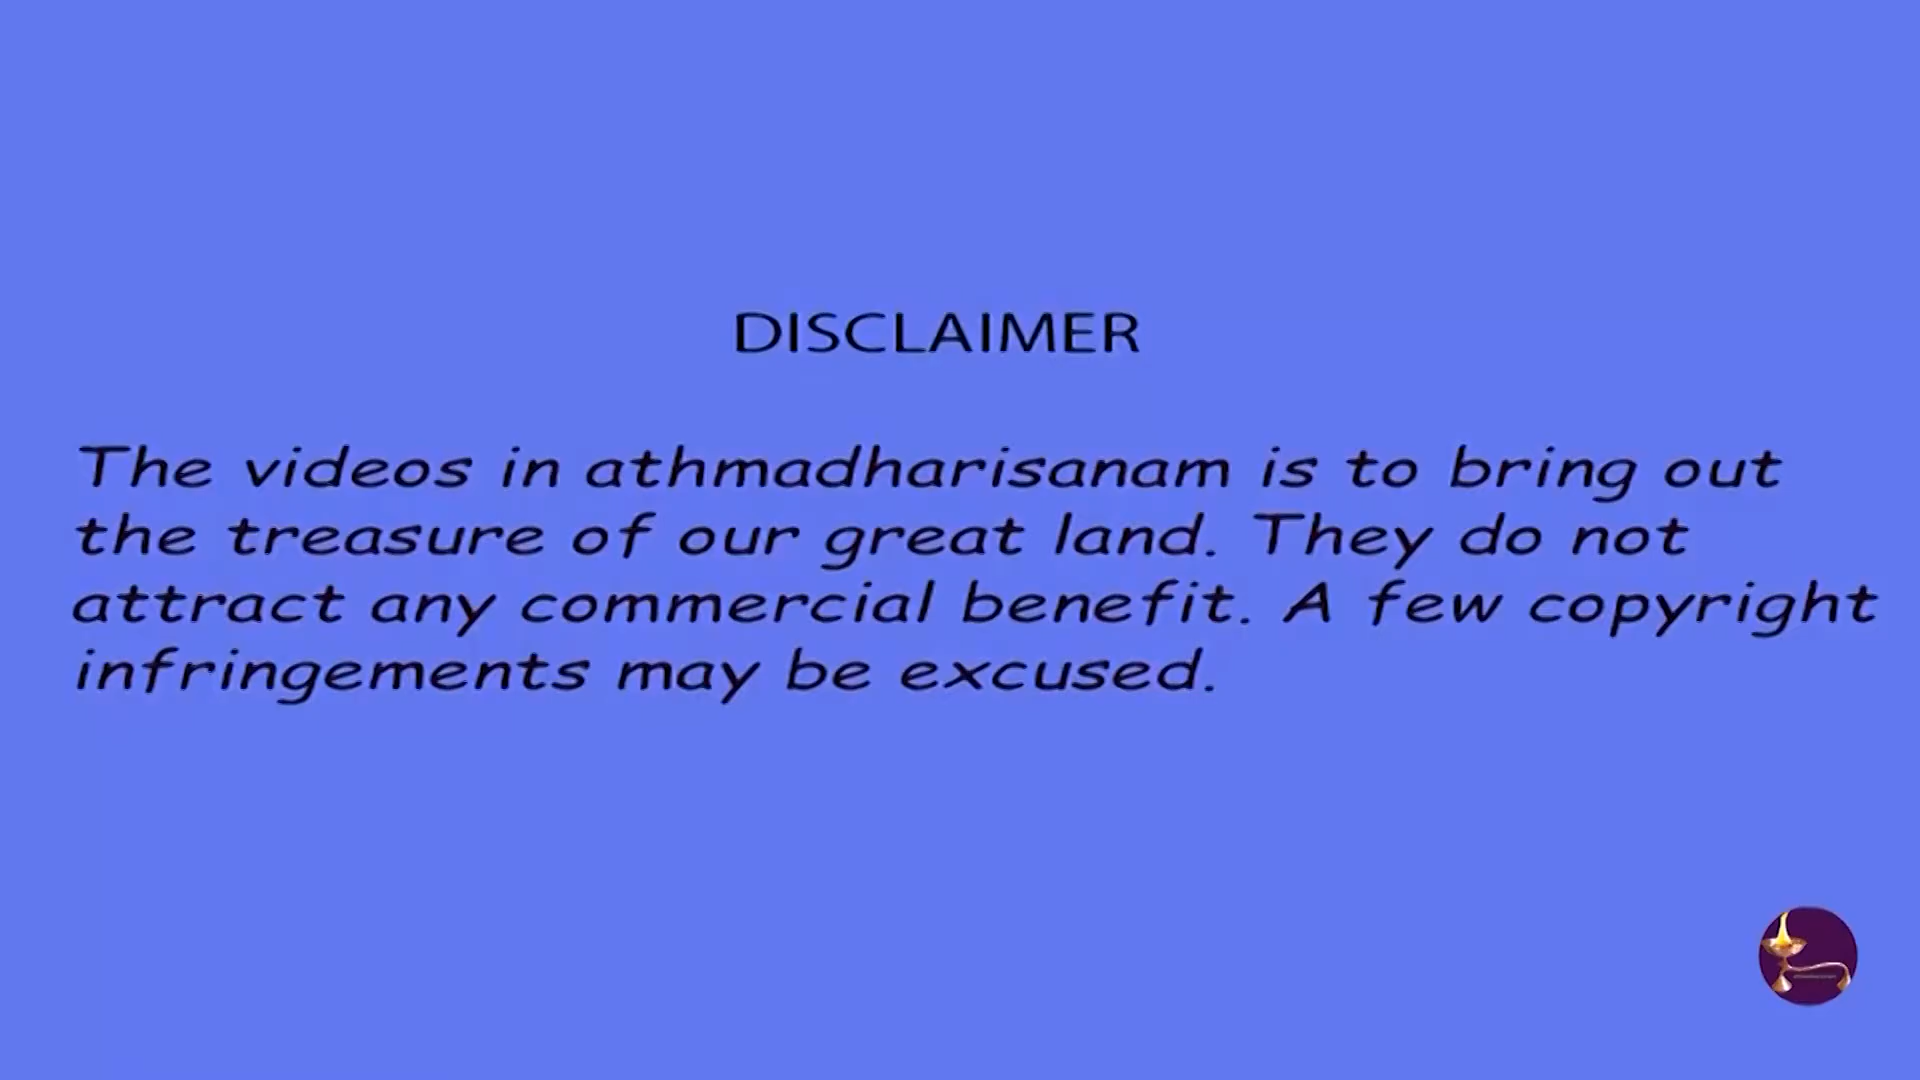 DISCLAIMER
The videos in athmadharisanam is to bring out
the treasure of our great land. They do not
attract any commercial benefit. A few copyright
infringements may be excused.